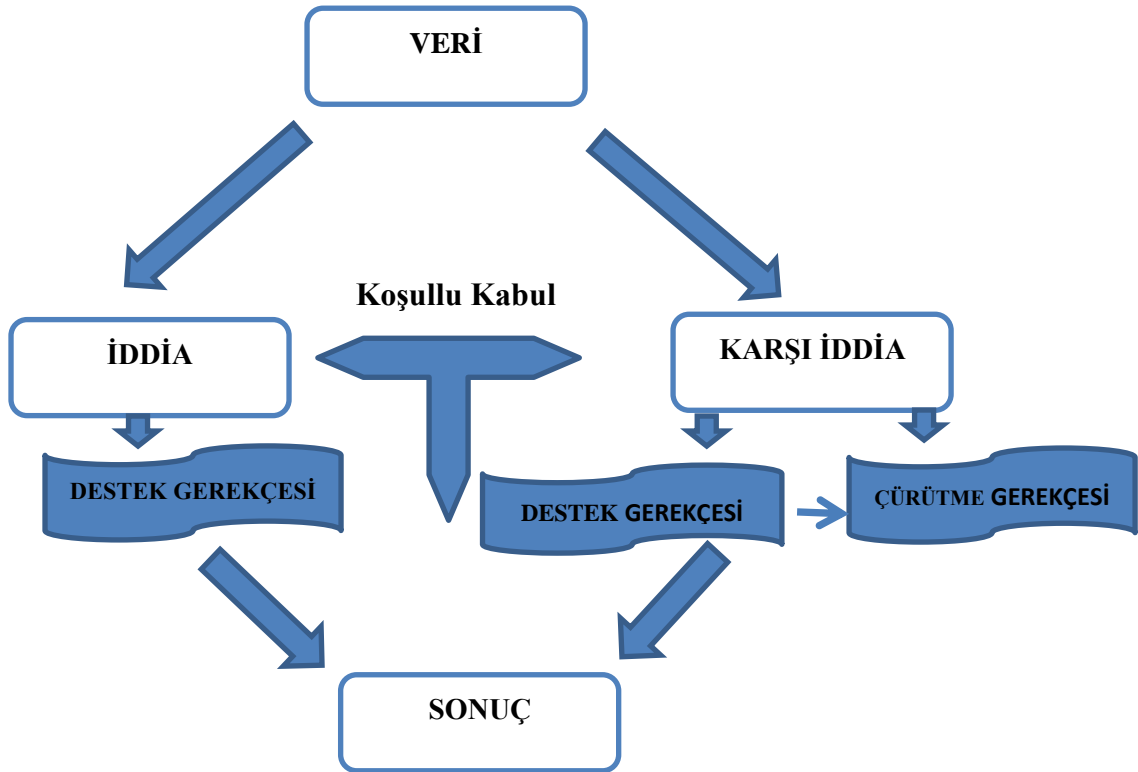 VERİ
Koşullu Kabul
İDDİA
KARŞI İDDİA
DESTEK GEREKÇESİ
DESTEK GEREKÇESİ
ÇÜRÜTME GEREKÇESİ
SONUÇ